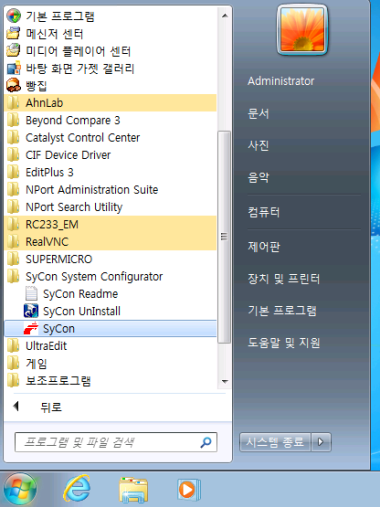 기본 프로그램
메신저 센터
미디어 플레이어 센터
바탕 화면 가젯 갤러리
빵집
AhnLab
Beyond Compare 3
Catalyst Control Center
CIF Device Driver
EditPlus 3
NPort Administration Suite
NPort Search Utility
RC233_EM
RealVNC
SUPERMICRO
SyCon System Configurator
SyCon Readme
SyCon UnInstall
SyCon
UltraEdit
게임
보조프로그램
뒤로
프로그램 및 파일 검색
Administrator
문서
사진
음악
컴퓨터
제어판
장치 및 프린터
기본 프로그램
도움말 및 지원
시스템 종료